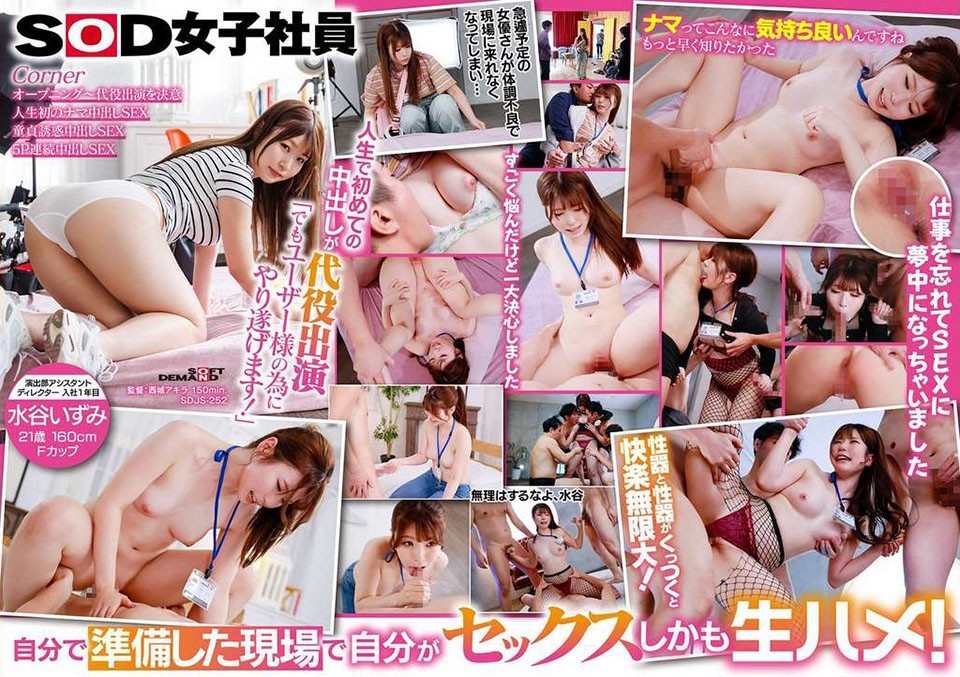 SOD女子社員
Corner
オープニング～代役出演を決意
人生初のナマ中出しSEX
童貞誘惑中出しSEX
5P連続中出しSEX
急遽予定の
女優さんが体調不良で
現場に来れなく
なってしまい…
ナマってこんなに気持ち良いんですね
もっと早く知りたかった
人生で初めての
中出しが
代役出演
「でもユーザー様の為に
やり遂げます！」
すごく悩んだけど一大決心しました
仕事を忘れてSEXに
夢中になっちゃいました
SOFT
DEMAND
監督：西城アキラ 150min.
SDJS-252
演出部アシスタント
ディレクター 入社1年目
水谷いずみ
21歳 160cm
Fカップ
無理はするなよ、水谷
性器と性器がくっつくと
快楽無限大！
自分で準備した現場で自分がセックスしかも生ハメ！